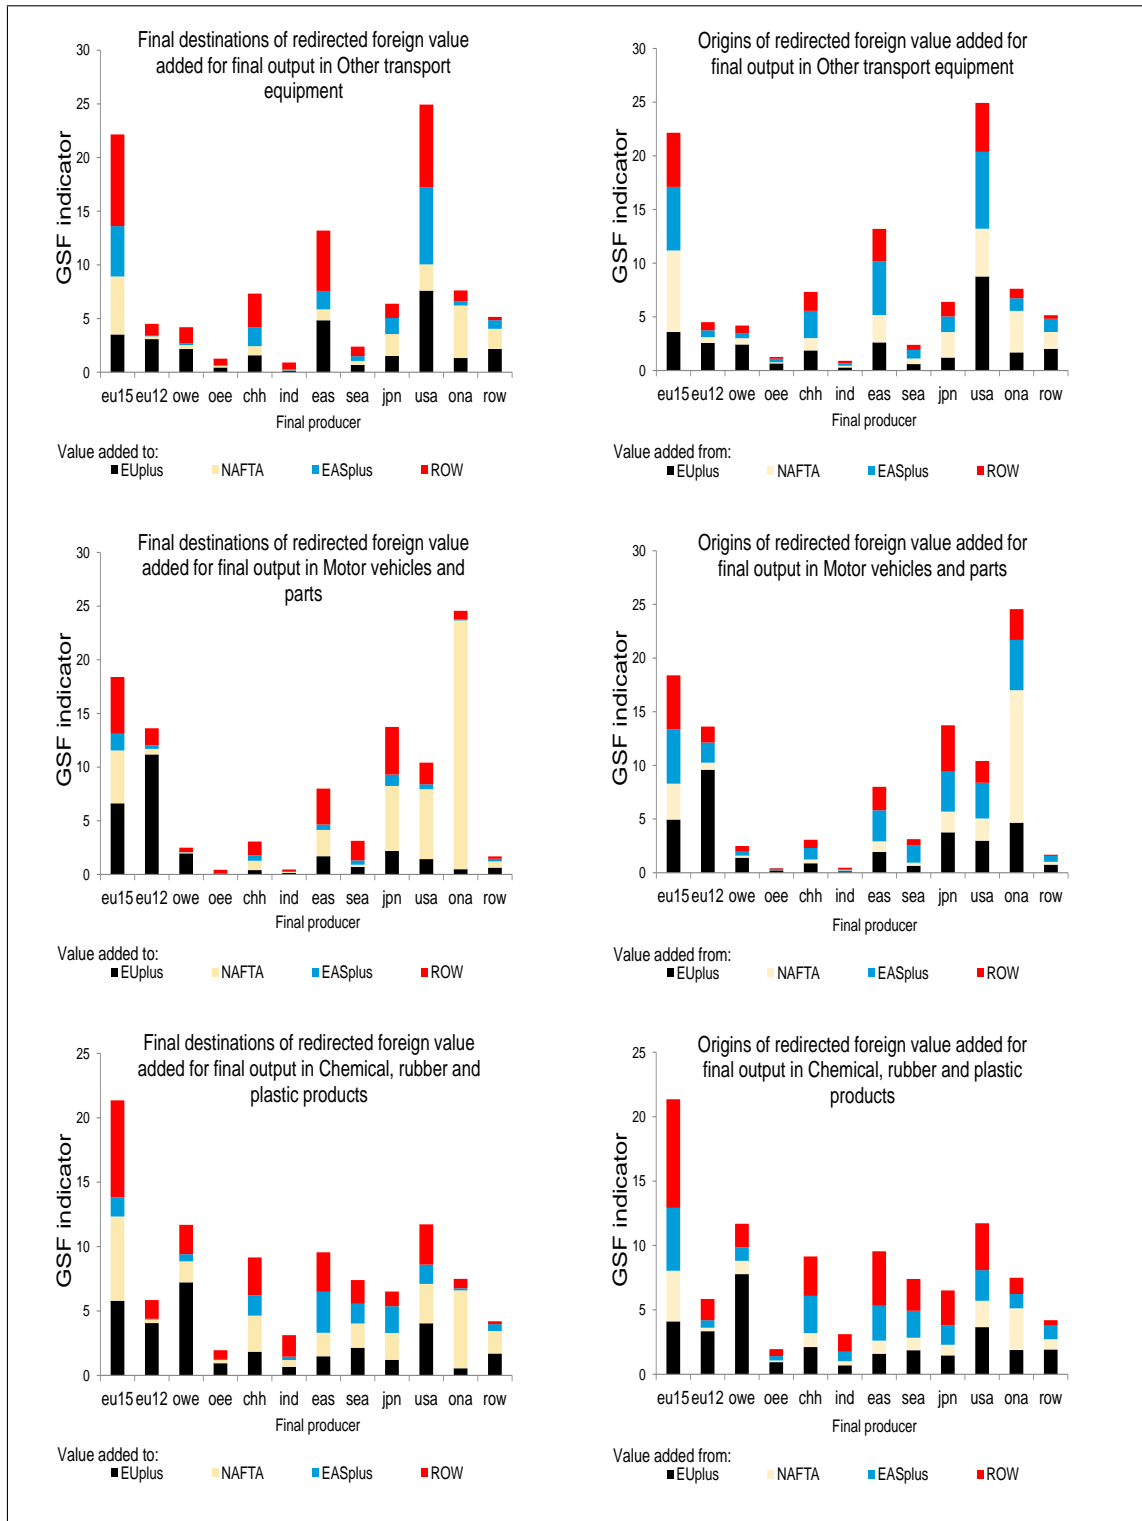 Final destinations of redirected foreign value
added for final output in Other transport
equipment
30
25
20
15
10
5
0
GSF indicator
eu15 eu12 owe oee chh ind eas sea jpn usa ona row
Final producer
Value added to:
EUplus NAFTA EASplus ROW
Origins of redirected foreign value added for
final output in Other transport equipment
30
25
20
15
10
5
0
GSF indicator
eu15 eu12 owe oee chh ind eas sea jpn usa ona row
Final producer
Value added from:
EUplus NAFTA EASplus ROW
Final destinations of redirected foreign value
added for final output in Motor vehicles and
parts
30
25
20
15
10
5
0
GSF indicator
eu15 eu12 owe oee chh ind eas sea jpn usa ona row
Final producer
Value added to:
EUplus NAFTA EASplus ROW
Origins of redirected foreign value added for
final output in Motor vehicles and parts
30
25
20
15
10
5
0
GSF indicator
eu15 eu12 owe oee chh ind eas sea jpn usa ona row
Final producer
Value added from:
EUplus NAFTA EASplus ROW
Final destinations of redirected foreign value
added for final output in Chemical, rubber and
plastic products
25
20
15
10
5
0
GSF indicator
eu15 eu12 owe oee chh ind eas sea jpn usa ona row
Final producer
Value added to:
EUplus NAFTA EASplus ROW
Origins of redirected foreign value added for
final output in Chemical, rubber and plastic
products
25
20
15
10
5
0
GSF indicator
eu15 eu12 owe oee chh ind eas sea jpn usa ona row
Final producer
Value added from:
EUplus NAFTA EASplus ROW